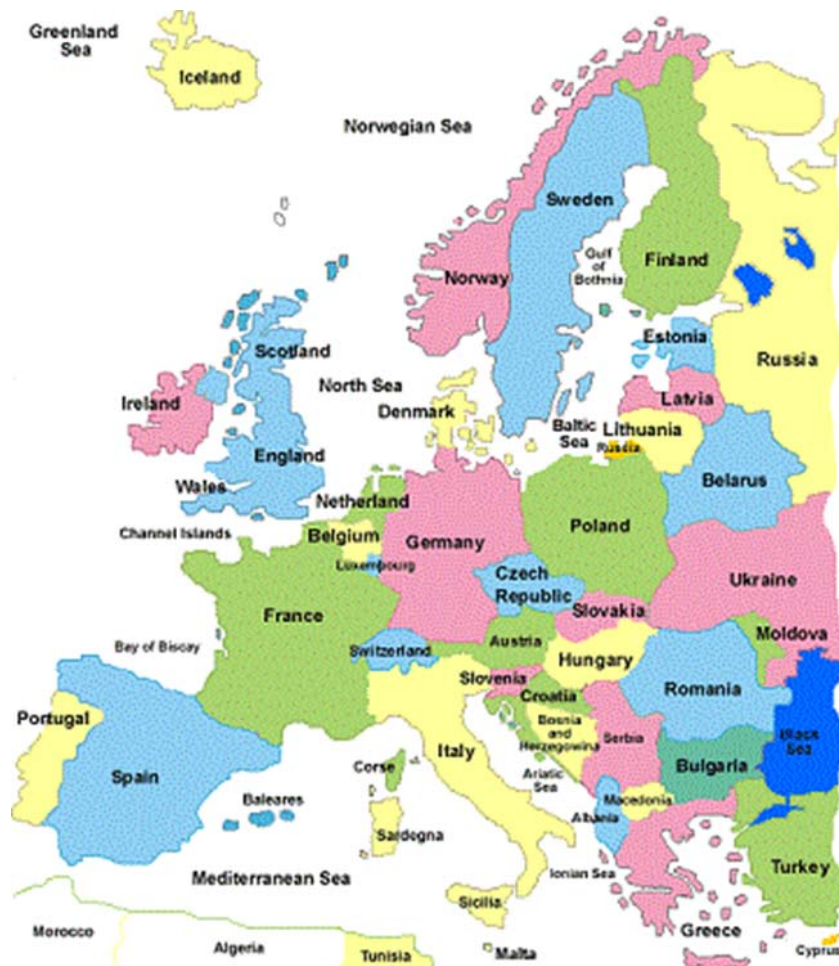 Greenland
Sea
Iceland
Norwegian Sea
Sweden
Norway
Gulf
of
Bothnia
Finland
Scotland
Estonia
Russia
North Sea
Ireland
Denmark
Latvia
Baltic
Sea
Lithuania
Russia
England
Wales
Belarus
Netherland
Channel Islands
Belgium
Germany
Poland
Luxembourg
Czech
Republic
Ukraine
France
Slovakia
Bay of Biscay
Switzerland
Austria
Moldova
Hungary
Slovenia
Romania
Croatia
Portugal
Bosnia
and
Herzegowina
Serbia
Black
Sea
Italy
Spain
Corse
Bulgaria
Ariatic
Sea
Baleares
Macedonia
Albania
Sardegna
Mediterranean Sea
Ionian Sea
Turkey
Sicilia
Greece
Morocco
Algeria
Tunisia
Malta
Cyprus